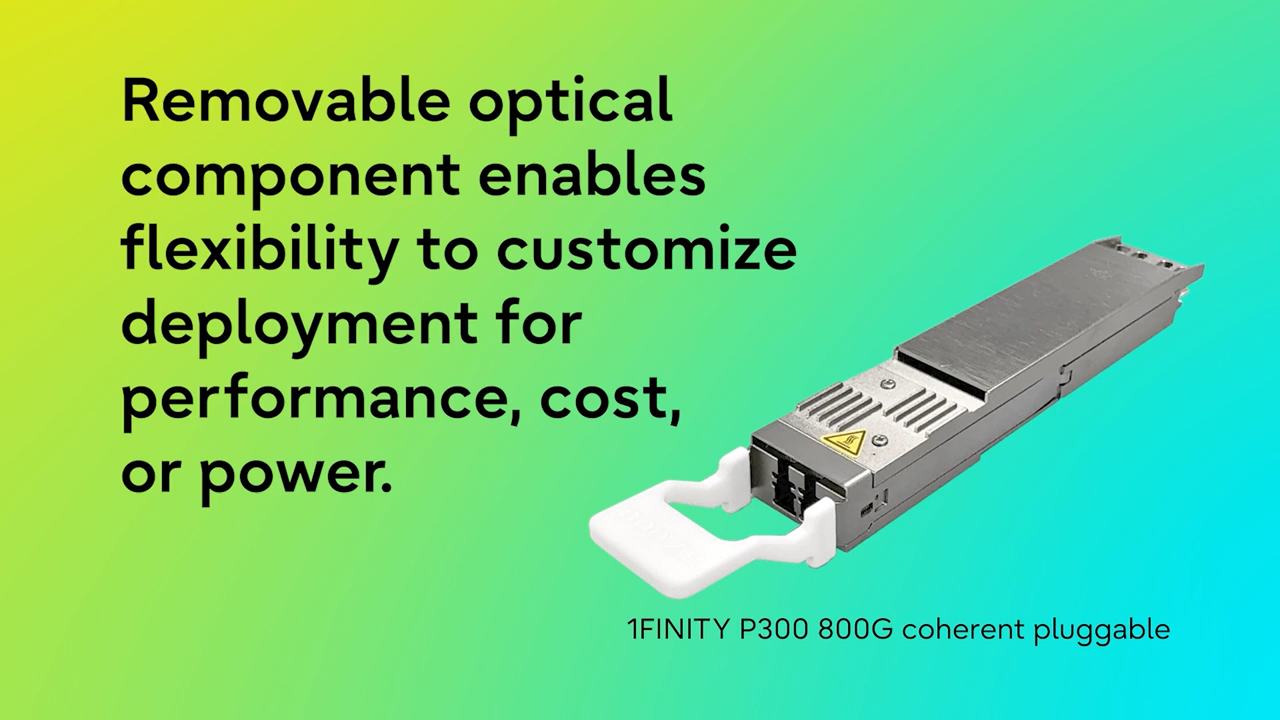 Removable optical
component enables
flexibility to customize
deployment for
performance, cost,
or power.
1FINITY P300 800G coherent pluggable